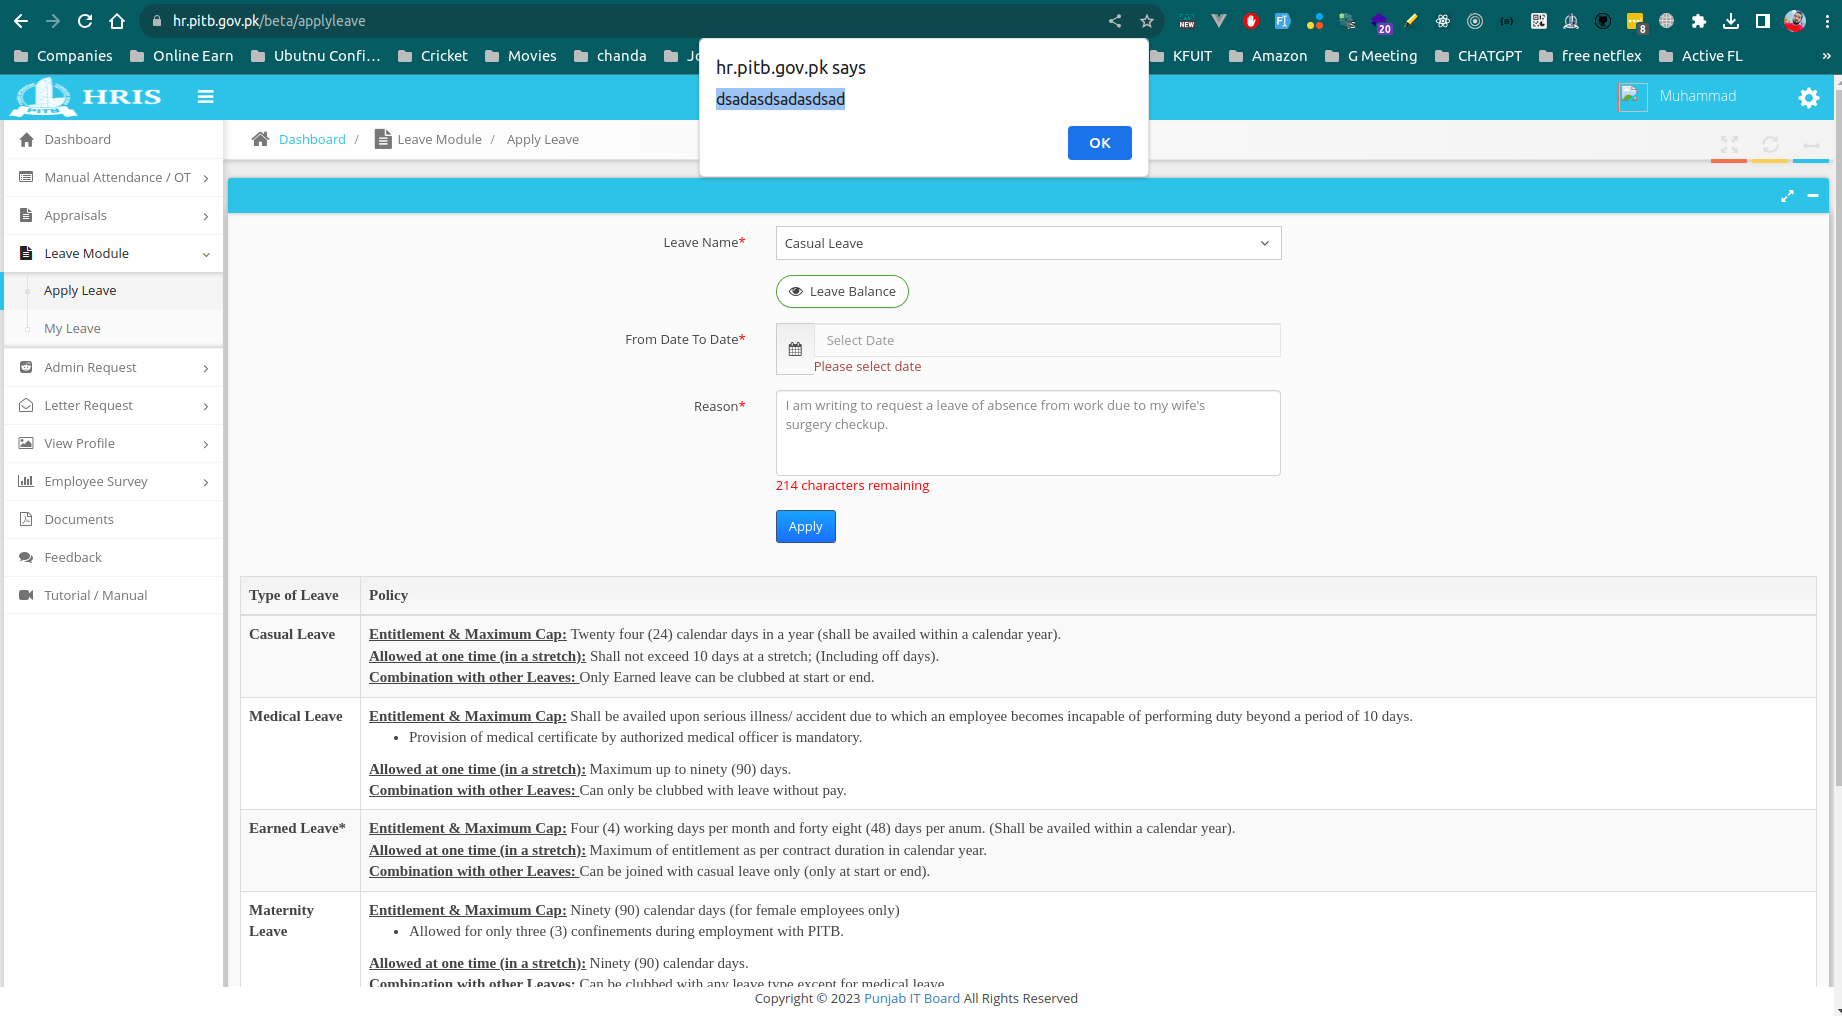 hr.pitb.gov.pk/beta/applyleave
NEW
20
8
Companies
Online Earn
Ubutnu Confi...
Cricket
Movies
chanda
KFUIT
Amazon
G Meeting
CHATGPT
free netflex
Active FL
»
hr.pitb.gov.pk says
dsadasdsadasdsad
OK
PITB
HRIS
Muhammad
Dashboard / Leave Module / Apply Leave
Dashboard
Manual Attendance / OT
Appraisals
Leave Module
Apply Leave
My Leave
Admin Request
Letter Request
View Profile
Employee Survey
Documents
Feedback
Tutorial / Manual
Leave Name*
Casual Leave
Leave Balance
From Date To Date*
Select Date
Please select date
Reason*
I am writing to request a leave of absence from work due to my wife's
surgery checkup.
214 characters remaining
Apply
Type of Leave
Policy
Casual Leave
Entitlement & Maximum Cap: Twenty four (24) calendar days in a year (shall be availed within a calendar year).
Allowed at one time (in a stretch): Shall not exceed 10 days at a stretch; (Including off days).
Combination with other Leaves: Only Earned leave can be clubbed at start or end.
Medical Leave
Entitlement & Maximum Cap: Shall be availed upon serious illness/ accident due to which an employee becomes incapable of performing duty beyond a period of 10 days.
• Provision of medical certificate by authorized medical officer is mandatory.
Allowed at one time (in a stretch): Maximum up to ninety (90) days.
Combination with other Leaves: Can only be clubbed with leave without pay.
Earned Leave*
Entitlement & Maximum Cap: Four (4) working days per month and forty eight (48) days per anum. (Shall be availed within a calendar year).
Allowed at one time (in a stretch): Maximum of entitlement as per contract duration in calendar year.
Combination with other Leaves: Can be joined with casual leave only (only at start or end).
Maternity
Leave
Entitlement & Maximum Cap: Ninety (90) calendar days (for female employees only)
• Allowed for only three (3) confinements during employment with PITB.
Allowed at one time (in a stretch): Ninety (90) calendar days.
Combination with other Leaves: Can be clubbed with any leave type except for medical leave
Copyright © 2023 Punjab IT Board All Rights Reserved